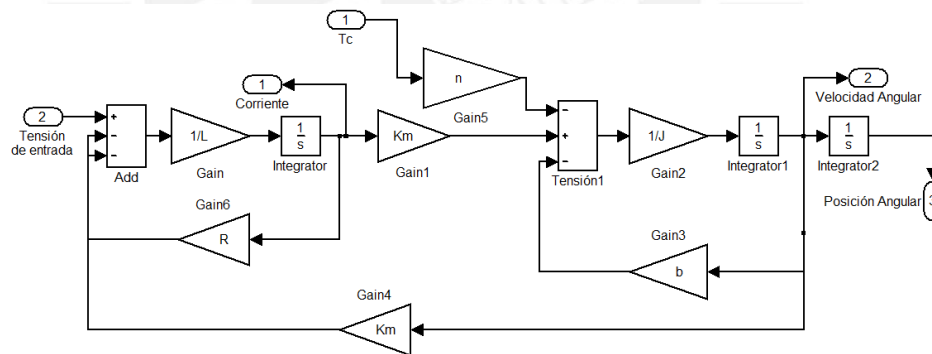 1
Tc
n
Gain5
1
Corriente
2
Tensión
de entrada
+
−
−
Add
1/L
Gain
1
s
Integrator
Km
Gain1
−
+
−
Tensión1
1/J
Gain2
1
s
Integrator1
1
s
Integrator2
2
Velocidad Angular
Posición Angular
3
Gain6
R
Gain3
b
Gain4
Km